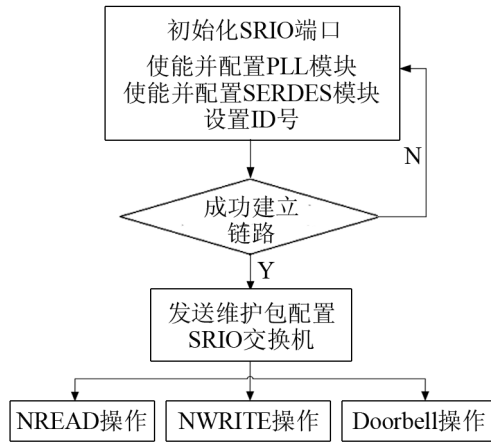 初始化SRIO端口
使能并配置PLL模块
使能并配置SERDES模块
设置ID号
N
成功建立
链路
Y
发送维护包配置
SRIO交换机
NREAD操作
NWRITE操作
Doorbell操作